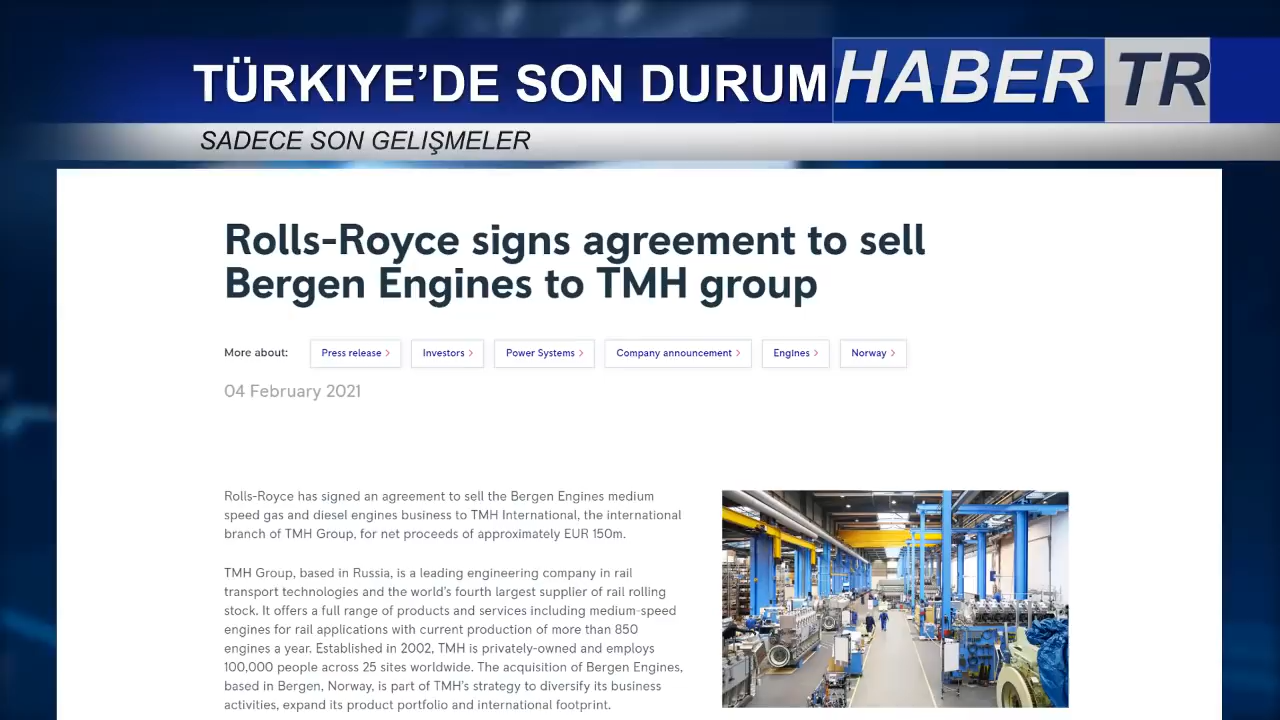 TÜRKIYE’DE SON DURUM HABER TR
SADECE SON GELIŞMELER
Rolls-Royce signs agreement to sell
Bergen Engines to TMH group
More about: Press release > Investors > Power Systems > Company announcement > Engines > Norway >
04 February 2021
Rolls-Royce has signed an agreement to sell the Bergen Engines medium
speed gas and diesel engines business to TMH International, the international
branch of TMH Group, for net proceeds of approximately EUR 150m.
TMH Group, based in Russia, is a leading engineering company in rail
transport technologies and the world's fourth largest supplier of rail rolling
stock. It offers a full range of products and services including medium-speed
engines for rail applications with current production of more than 850
engines a year. Established in 2002, TMH is privately-owned and employs
100,000 people across 25 sites worldwide. The acquisition of Bergen Engines,
based in Bergen, Norway, is part of TMH's strategy to diversify its business
activities, expand its product portfolio and international footprint.